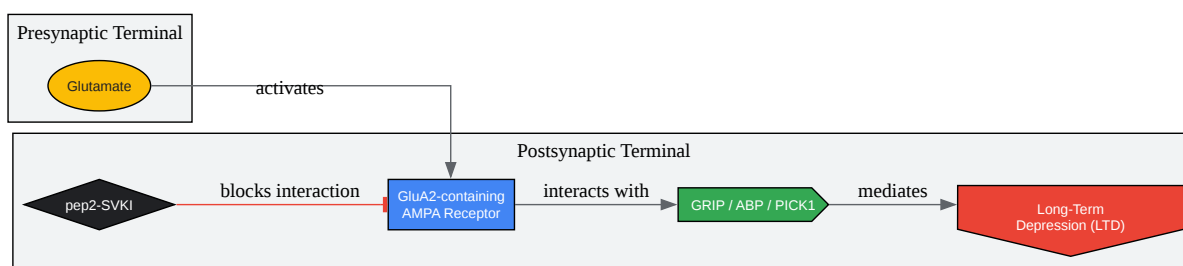 Presynaptic Terminal
Glutamate
activates
Postsynaptic Terminal
pep2-SVKI
blocks interaction
GluA2-containing
AMPA Receptor
interacts with
GRIP / ABP / PICK1
mediates
Long-Term
Depression (LTD)